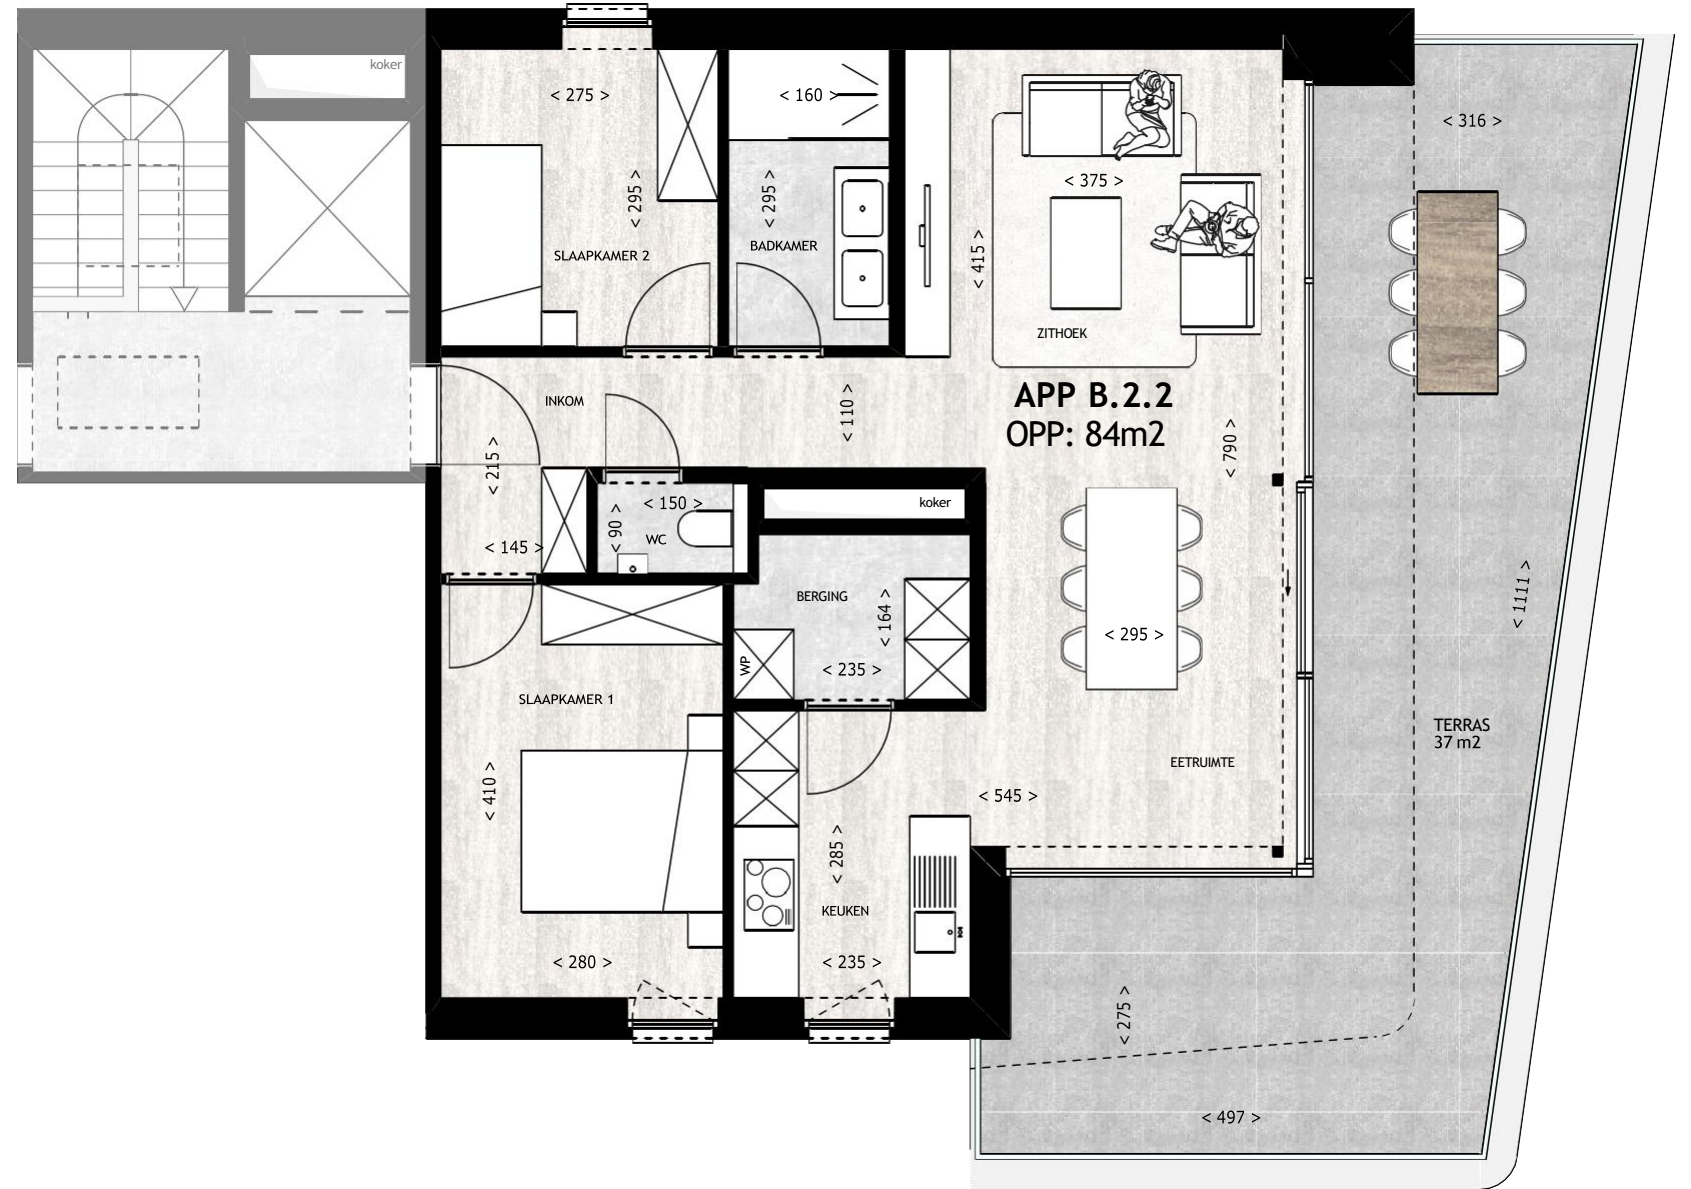 koker
< 275 >
< 160 >
< 316 >
< 375 >
< 295 >
< 295 >
BADKAMER
SLAAPKAMER 2
< 415 >
ZITHOEK
APP B.2.2
OPP: 84m2
INKOM
< 110 >
< 790 >
< 215 >
< 150 >
koker
< 90 >
WC
< 145 >
BERGING
< 164 >
< 1111 >
< 295 >
WP
< 235 >
SLAAPKAMER 1
TERRAS
37 m2
EETRUIMTE
< 410 >
< 545 >
< 285 >
KEUKEN
< 280 >
< 235 >
< 275 >
< 497 >